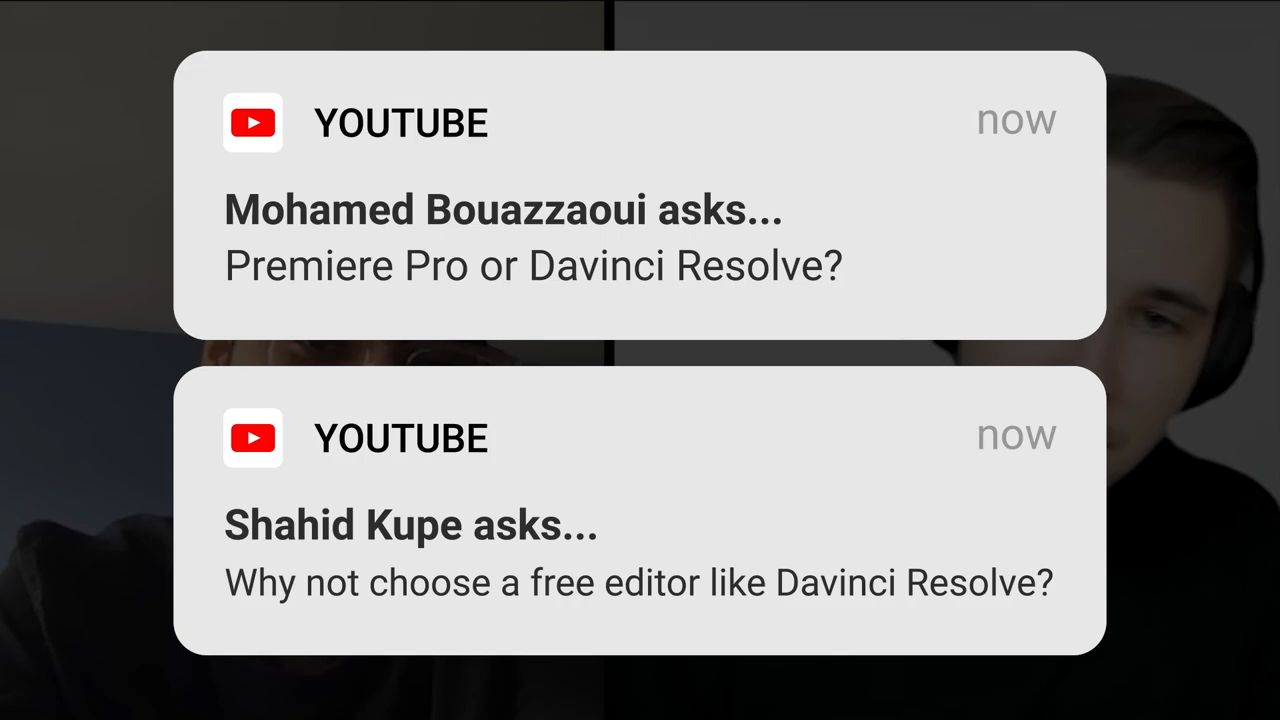 YOUTUBE
now
Mohamed Bouazzaoui asks...
Premiere Pro or Davinci Resolve?
YOUTUBE
now
Shahid Kupe asks...
Why not choose a free editor like Davinci Resolve?